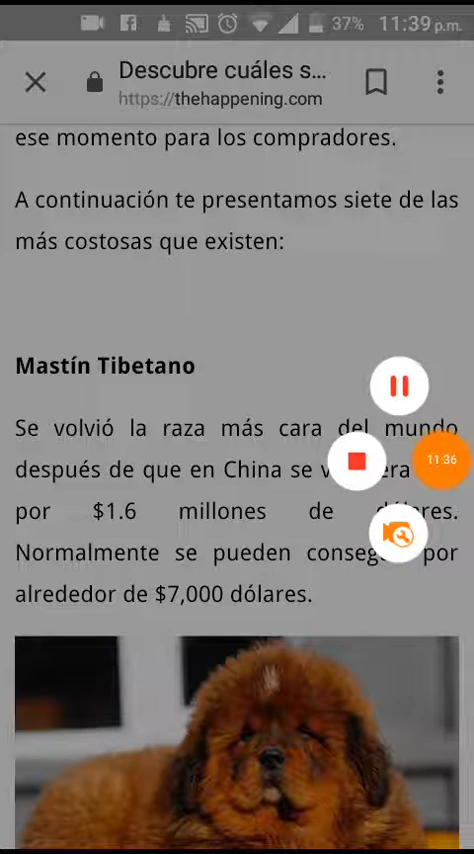 37% 11:39 p.m.
Descubre cuáles s...
https://thehappening.com
ese momento para los compradores.
A continuación te presentamos siete de las
más costosas que existen:
Mastín Tibetano
Se volvió la raza más cara del mundo
11:36
después de que en China se
por $1.6 millones de dólares.
Normalmente se pueden por
alrededor de $7,000 dólares.